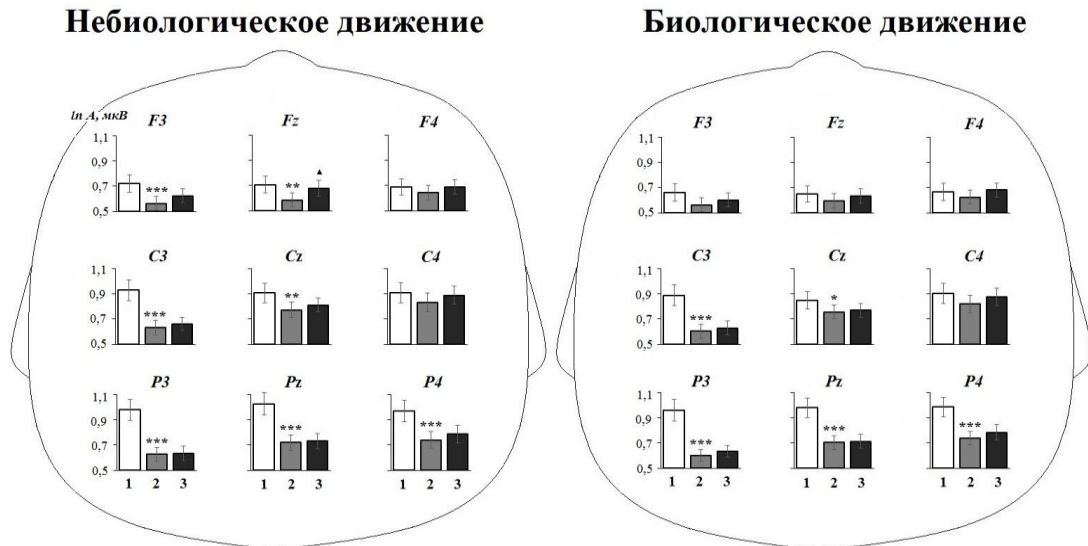 Небиологическое движение Биологическое движение
ln A, мкВ F3 Fz F4 F3 Fz F4
1,1 1,1
0,9 ▲ 0,9
0,7 *** ** 0,7
0,5 0,5
C3 Cz C4 C3 Cz C4
1,1 1,1
0,9 ** 0,9 *
0,7 *** 0,7 ***
0,5 0,5
P3 Pz P4 P3 Pz P4
1,1 1,1
0,9 0,9
0,7 *** *** *** 0,7 *** *** ***
0,5 0,5
1 2 3 1 2 3 1 2 3 1 2 3 1 2 3 1 2 3